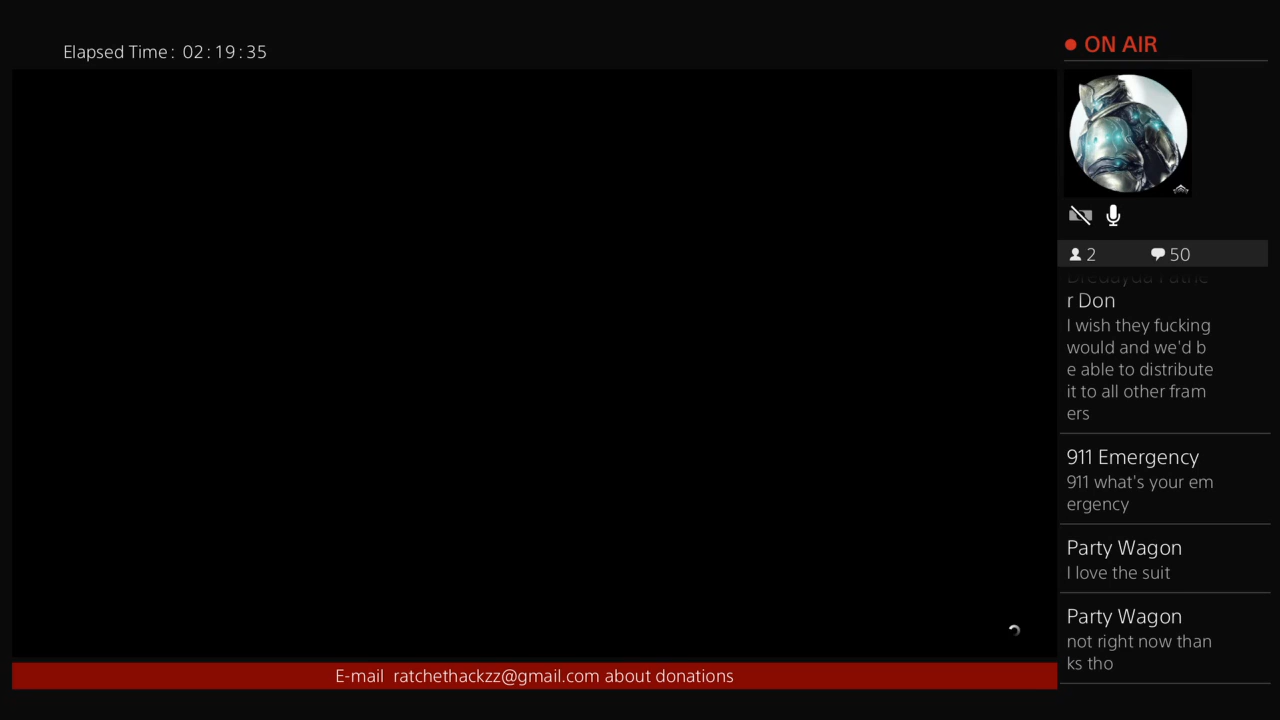 Elapsed Time: 02:19:35
ON AIR
2 50
r Don
I wish they fucking
would and we'd b
e able to distribute
it to all other fram
ers
911 Emergency
911 what's your em
ergency
Party Wagon
I love the suit
Party Wagon
not right now than
ks tho
E-mail ratchethackzz@gmail.com about donations